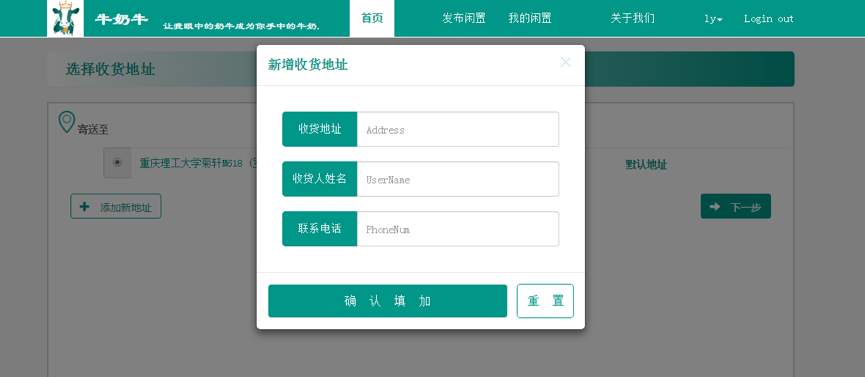 牛奶牛 让我眼中的奶牛成为你手中的牛奶.
首页 发布闲置 我的闲置 关于我们 ly Login out
选择收货地址
新增收货地址
寄送至
收货地址 Address
重庆理工大学菊轩M618
默认地址
收货人姓名 UserName
添加新地址
下一步
联系电话 PhoneNum
确 认 填 加
重 置